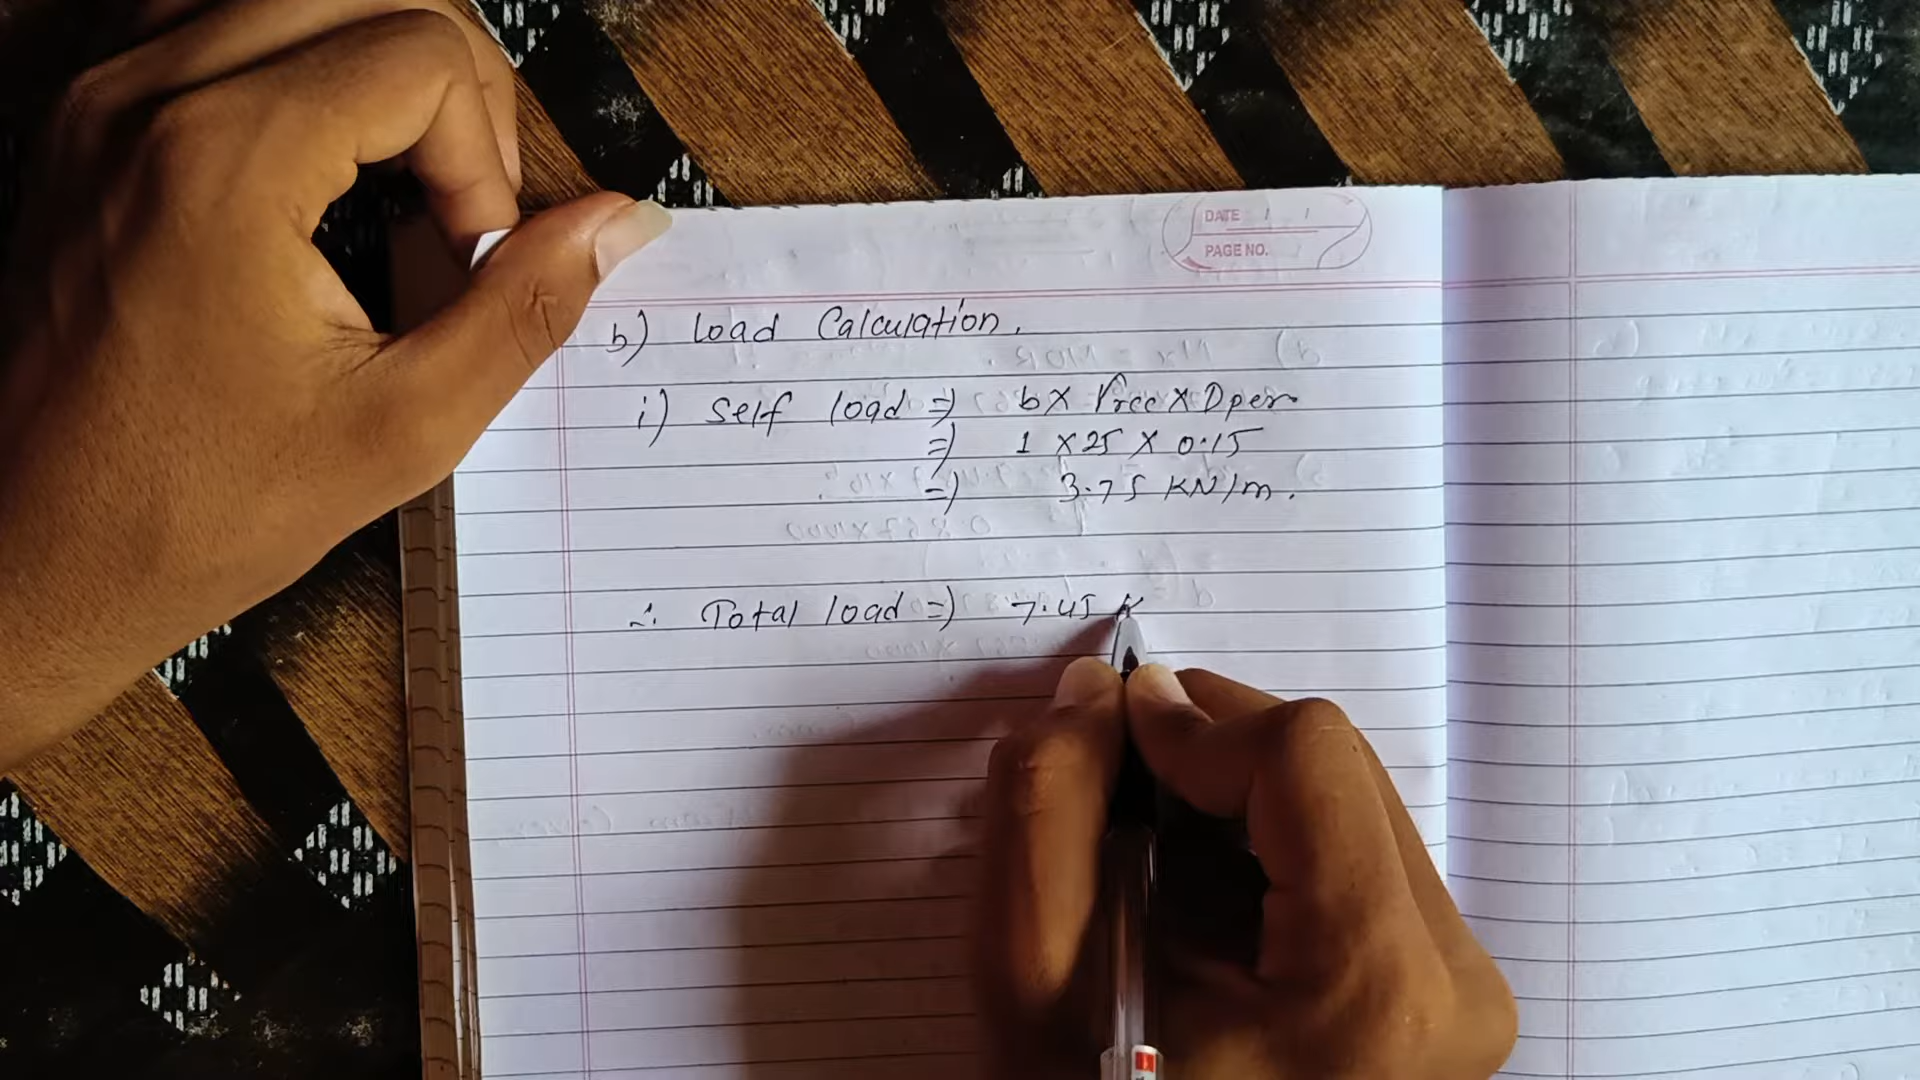 DATE / /
PAGE NO.
b) Load Calculation.
i) Self load => b x γrcc x Dper
=> 1 x 25 x 0.15
=> 3.75 KN/m.
∴ Total load => 7.45 K